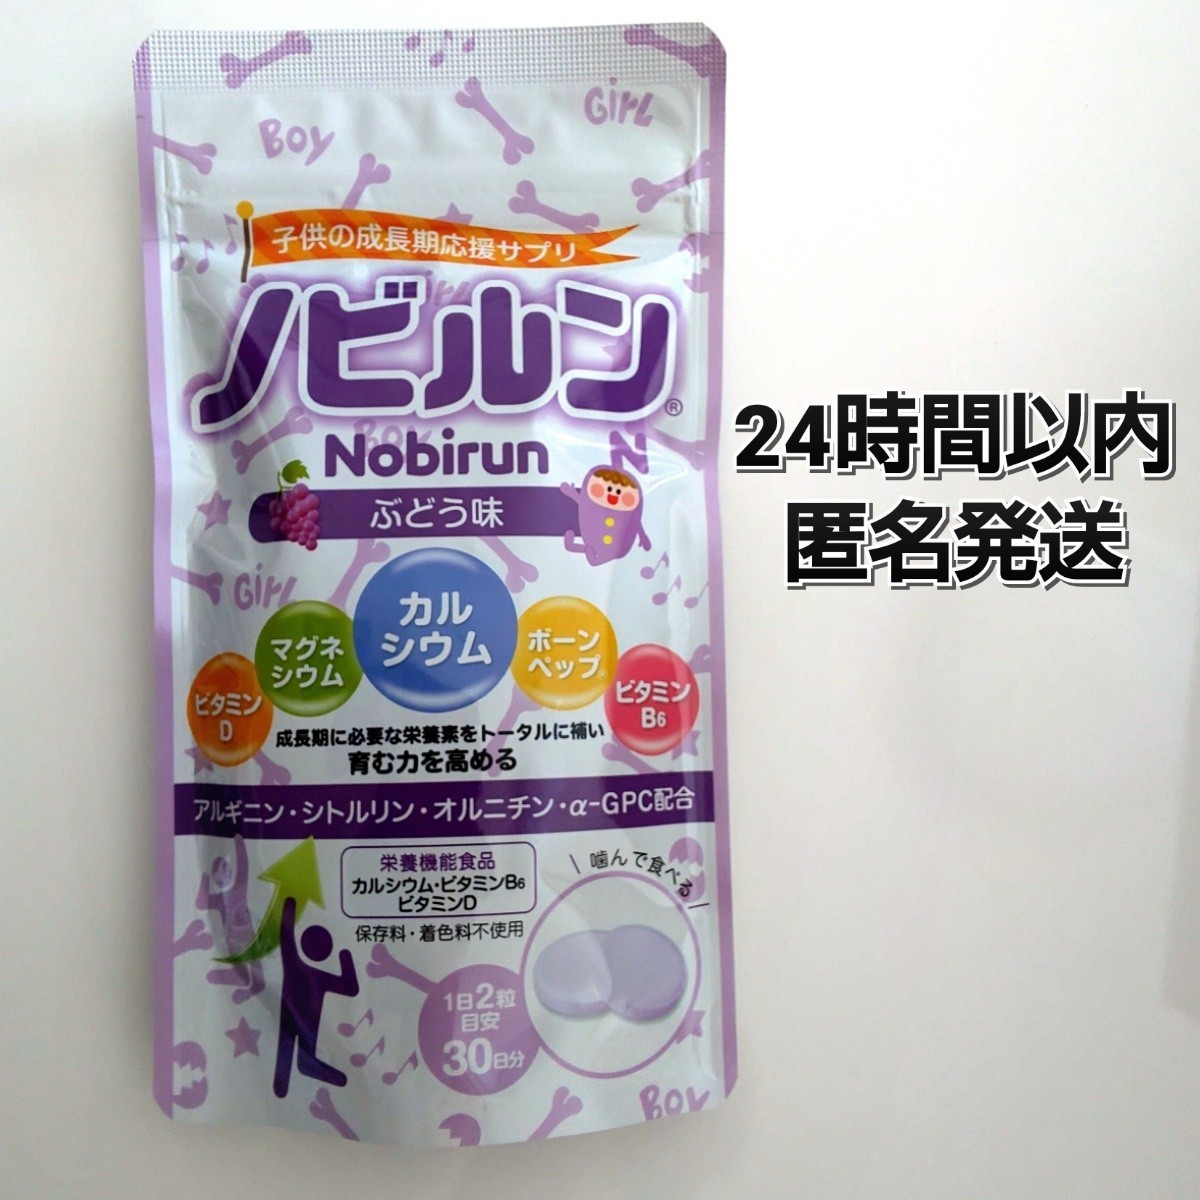 BOY
GIRL
子供の成長期応援サプリ
ノビルン®
Nobirun
ぶどう味
24時間以内
匿名発送
GIRL
カル
シウム
マグネ
シウム
ボーン
ペップ®
ビタミン
D
ビタミン
B6
成長期に必要な栄養素をトータルに補い
育む力を高める
アルギニン・シトルリン・オルニチン・α-GPC配合
栄養機能食品
カルシウム・ビタミンB6
ビタミンD
保存料・着色料不使用
噛んで食べる
1日2粒
目安
30日分
BOY